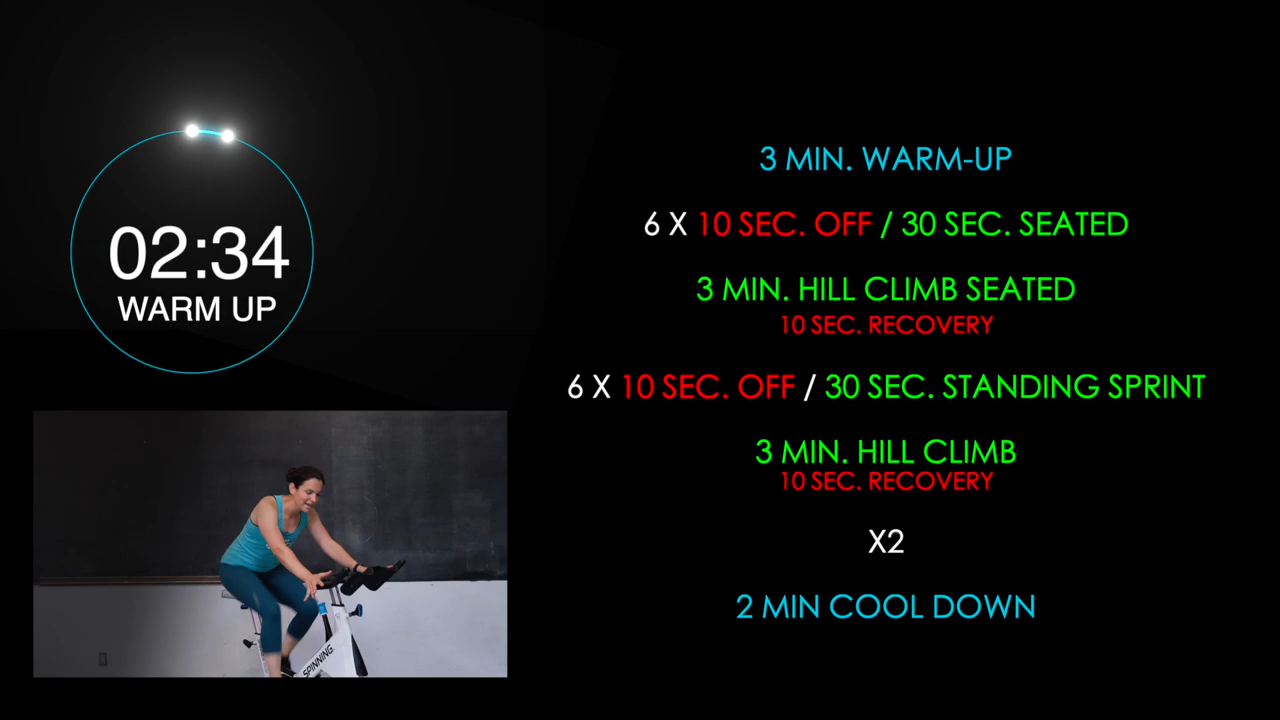 02:34
WARM UP
3 MIN. WARM-UP
6 X 10 SEC. OFF / 30 SEC. SEATED
3 MIN. HILL CLIMB SEATED
10 SEC. RECOVERY
6 X 10 SEC. OFF / 30 SEC. STANDING SPRINT
3 MIN. HILL CLIMB
10 SEC. RECOVERY
X2
2 MIN COOL DOWN
SPINNING